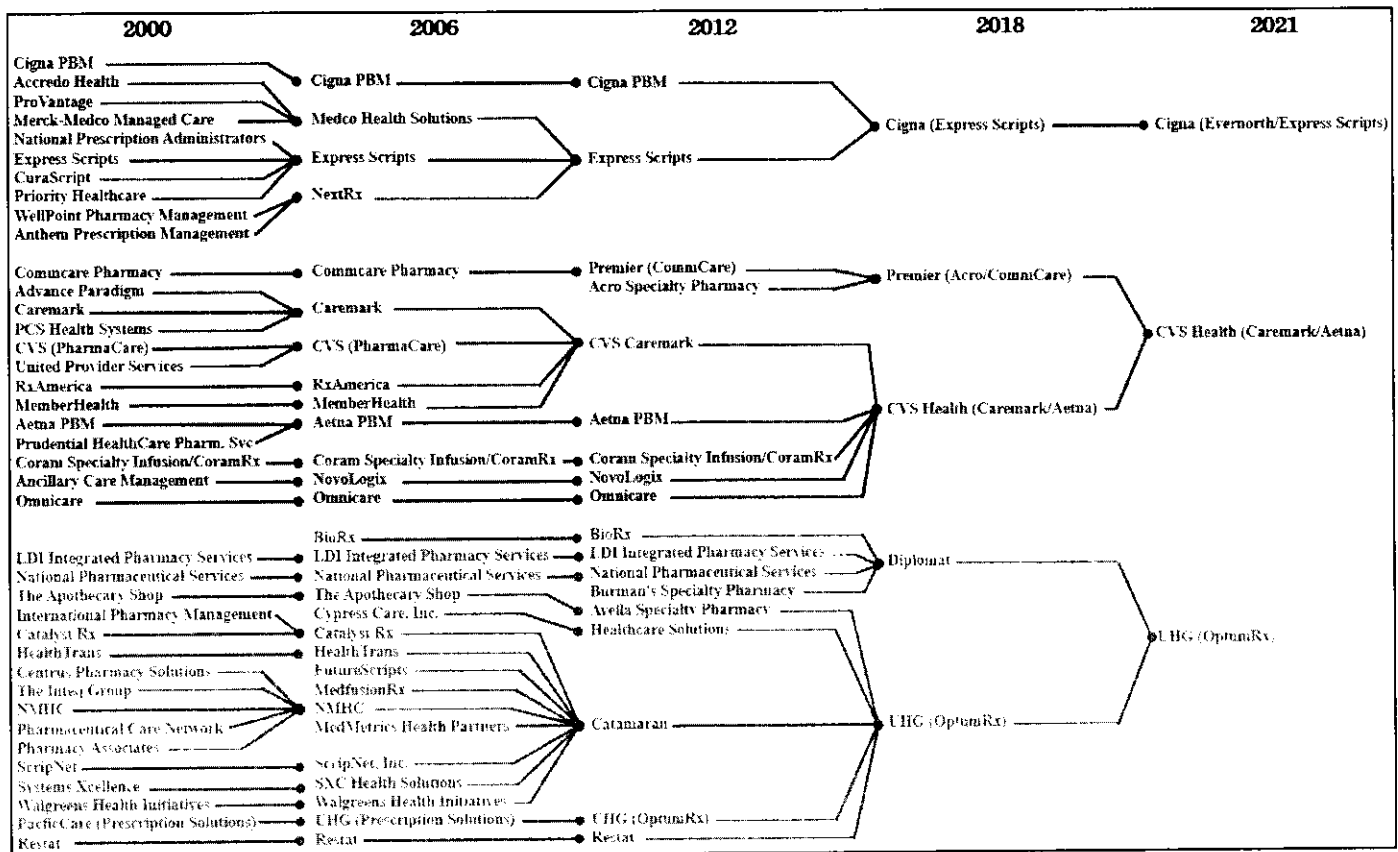 2000 2006 2012 2018 2021
Cigna PBM
Accredo Health
ProVantage
Merck-Medco Managed Care
National Prescription Administrators
Express Scripts
CuraScript
Priority Healthcare
WellPoint Pharmacy Management
Anthem Prescription Management
Cigna PBM
Medco Health Solutions
Express Scripts
NextRx
Cigna PBM
Express Scripts
Cigna (Express Scripts)
Cigna (Evernorth/Express Scripts)
Commcare Pharmacy
Advance Paradigm
Caremark
PCS Health Systems
CVS (PharmaCare)
United Provider Services
RxAmerica
MemberHealth
Aetna PBM
Prudential HealthCare Pharm. Svc
Coram Specialty Infusion/CoramRx
Ancillary Care Management
Omnicare
Commcare Pharmacy
Caremark
CVS (PharmaCare)
RxAmerica
MemberHealth
Aetna PBM
Coram Specialty Infusion/CoramRx
NovoLogix
Omnicare
Premier (CommCare)
Acro Specialty Pharmacy
CVS Caremark
Aetna PBM
Coram Specialty Infusion/CoramRx
NovoLogix
Omnicare
Premier (Acro/CommCare)
CVS Health (Caremark/Aetna)
CVS Health (Caremark/Aetna)
LDI Integrated Pharmacy Services
National Pharmaceutical Services
The Apothecary Shop
International Pharmacy Management
Catalyst Rx
HealthTrans
Centrus Pharmacy Solutions
The Inteq Group
NMHC
Pharmaceutical Care Network
Pharmacy Associates
ScripNet
Systems Xcellence
Walgreens Health Initiatives
PacficCare (Prescription Solutions)
Restat
BioRx
LDI Integrated Pharmacy Services
National Pharmaceutical Services
The Apothecary Shop
Cypress Care, Inc.
Catalyst Rx
HealthTrans
FutureScripts
MedfusionRx
NMHC
MedMetrics Health Partners
ScripNet, Inc.
SXC Health Solutions
Walgreens Health Initiatives
UHG (Prescription Solutions)
Restat
BioRx
LDI Integrated Pharmacy Services
National Pharmaceutical Services
Burman's Specialty Pharmacy
Avella Specialty Pharmacy
Healthcare Solutions
Catamaran
UHG (OptumRx)
Restat
Diplomat
UHG (OptumRx)
UHG (OptumRx)